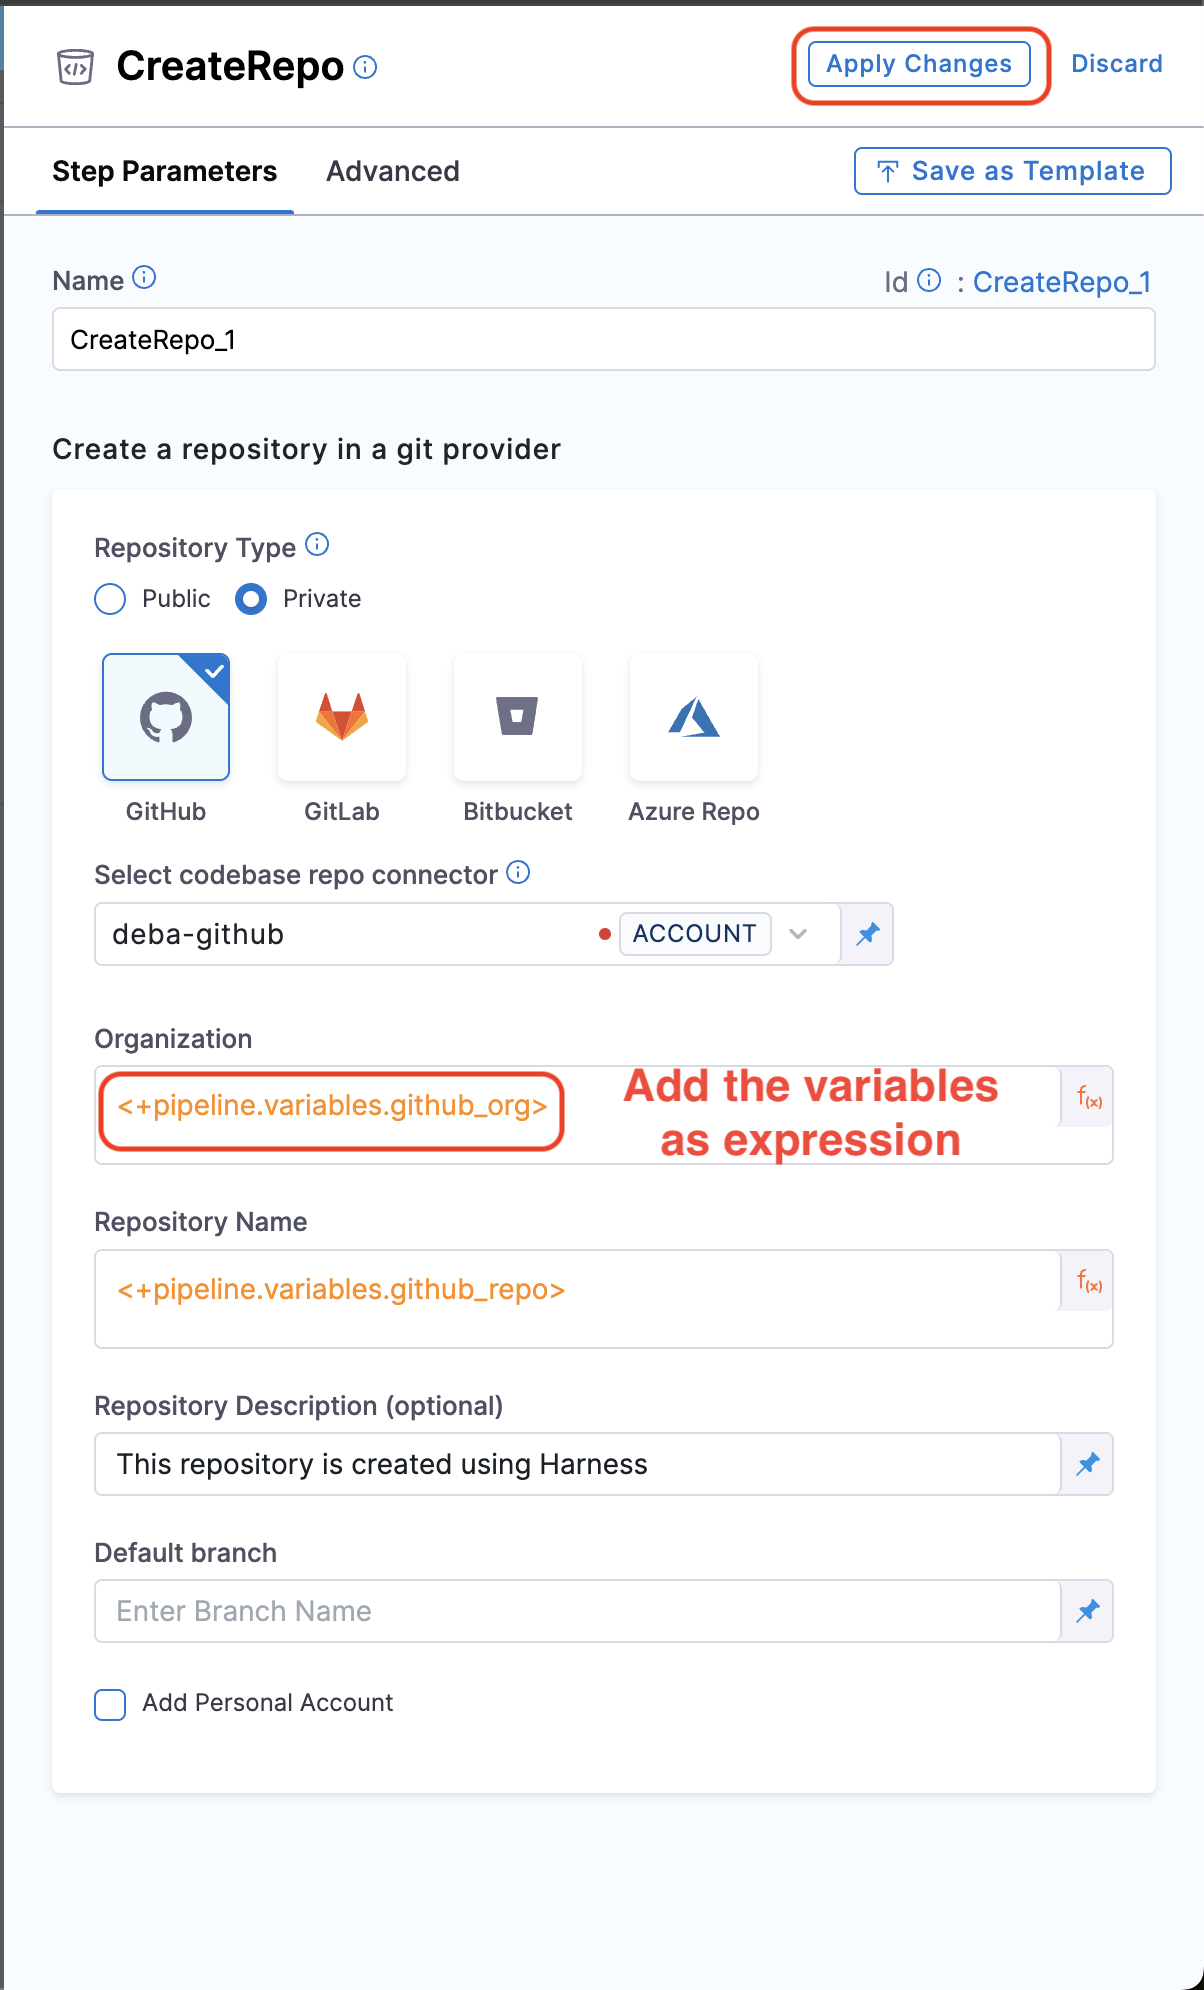 CreateRepo
Apply Changes
Discard
Step Parameters
Advanced
Save as Template
Name
Id : CreateRepo_1
CreateRepo_1
Create a repository in a git provider
Repository Type
Public
Private
GitHub
GitLab
Bitbucket
Azure Repo
Select codebase repo connector
deba-github
ACCOUNT
Organization
<+pipeline.variables.github_org>
Add the variables
as expression
f(x)
Repository Name
<+pipeline.variables.github_repo>
f(x)
Repository Description (optional)
This repository is created using Harness
Default branch
Enter Branch Name
Add Personal Account